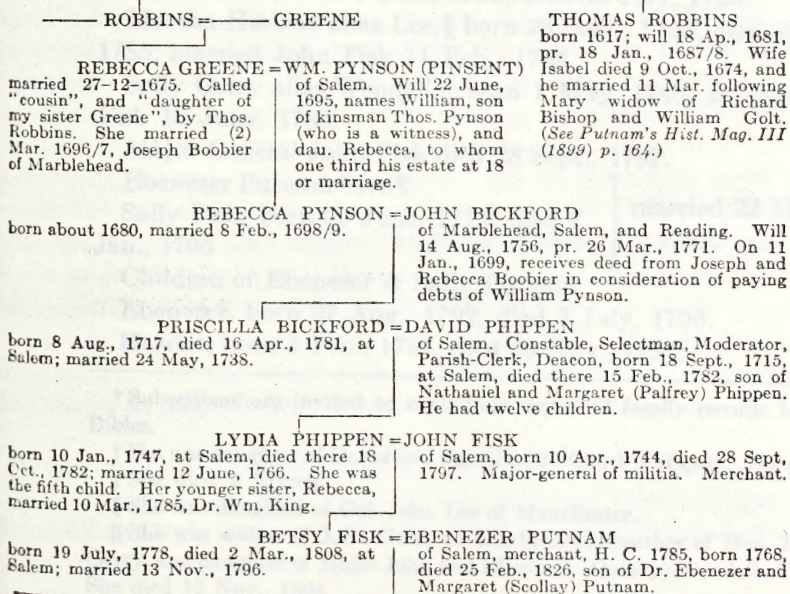 ROBBINS= GREENE
THOMAS ROBBINS
born 1617; will 18 Ap., 1681,
pr. 18 Jan., 1687/8. Wife
Isabel died 9 Oct., 1674, and
he married 11 Mar. following
Mary widow of Richard
Bishop and William Golt.
(See Putnam's Hist. Mag. III
(1899) p. 164.)
REBECCA GREENE=WM. PYNSON (PINSENT)
married 27-12-1675. Called
"cousin", and "daughter of
my sister Greene", by Thos.
Robbins. She married (2)
Mar. 1696/7, Joseph Boobier
of Marblehead.
of Salem. Will 22 June,
1695, names William, son
of kinsman Thos. Pynson
(who is a witness), and
dau. Rebecca, to whom
one third his estate at 18
or marriage.
REBECCA PYNSON=JOHN BICKFORD
born about 1680, married 8 Feb., 1698/9.
of Marblehead, Salem, and Reading. Will
14 Aug., 1756, pr. 26 Mar., 1771. On 11
Jan., 1699, receives deed from Joseph and
Rebecca Boobier in consideration of paying
debts of William Pynson.
PRISCILLA BICKFORD=DAVID PHIPPEN
born 8 Aug., 1717, died 16 Apr., 1781, at
Salem; married 24 May, 1738.
of Salem, Constable, Selectman, Moderator,
Parish-Clerk, Deacon, born 18 Sept., 1715,
at Salem, died there 15 Feb., 1782, son of
Nathaniel and Margaret (Palfrey) Phippen.
He had twelve children.
LYDIA PHIPPEN=JOHN FISK
born 10 Jan., 1747, at Salem, died there 18
Oct., 1782; married 12 June, 1766. She was
the fifth child. Her younger sister, Rebecca,
married 10 Mar., 1785, Dr. Wm. King.
of Salem, born 10 Apr., 1744, died 28 Sept,
1797. Major-general of militia. Merchant.
BETSY FISK=EBENEZER PUTNAM
born 19 July, 1778, died 2 Mar., 1808, at
Salem; married 13 Nov., 1796.
of Salem, merchant, H. C. 1785, born 1768,
died 25 Feb., 1826, son of Dr. Ebenezer and
Margaret (Scollay) Putnam.